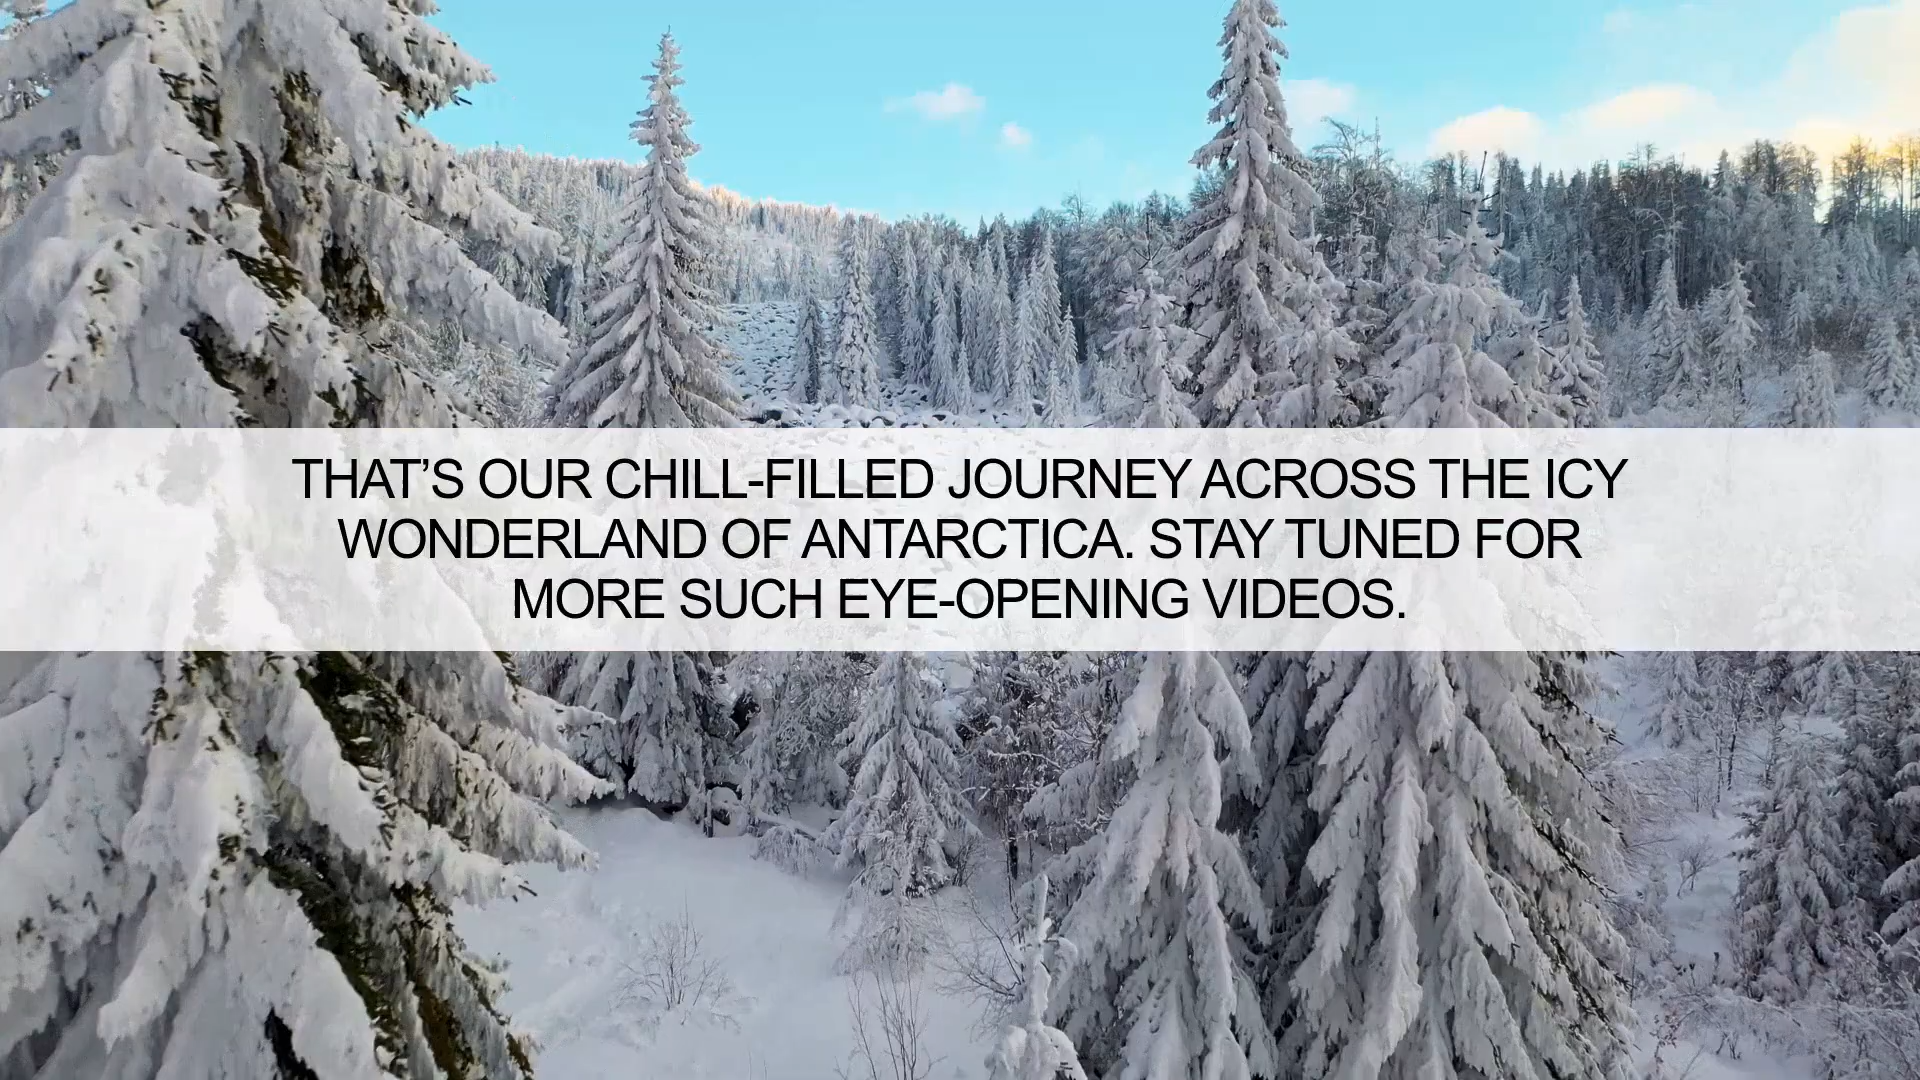 THAT’S OUR CHILL-FILLED JOURNEY ACROSS THE ICY
WONDERLAND OF ANTARCTICA. STAY TUNED FOR
MORE SUCH EYE-OPENING VIDEOS.